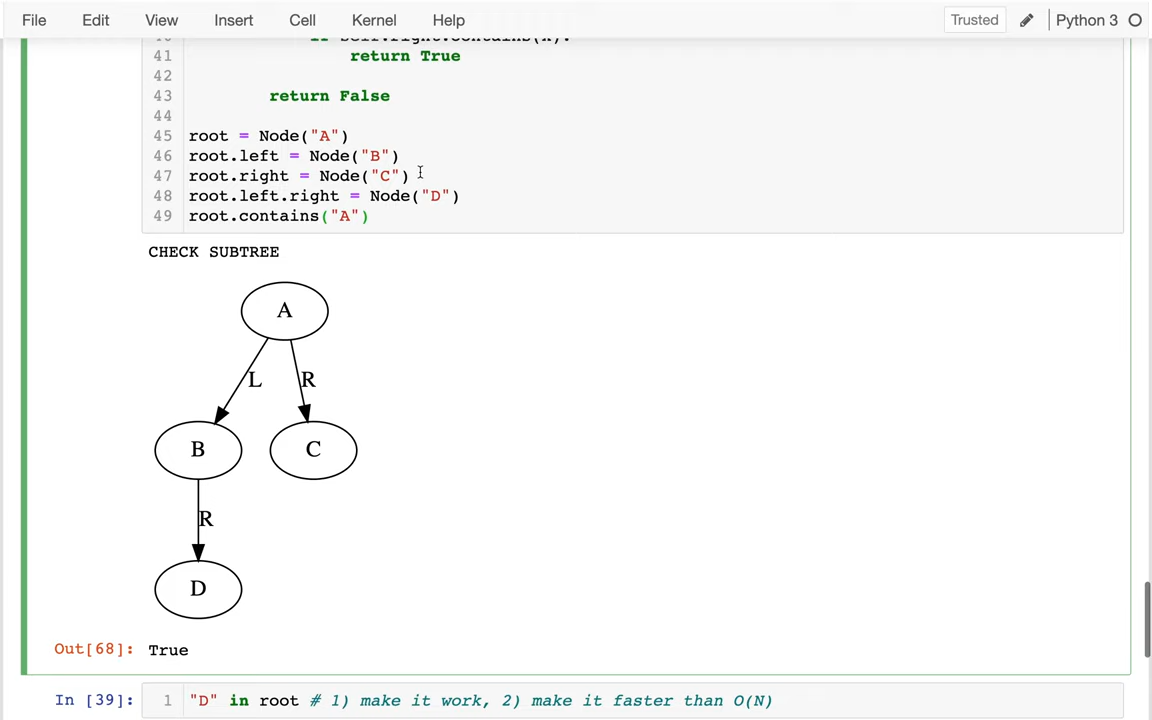 File Edit View Insert Cell Kernel Help Trusted Python 3
41 return True
42
43 return False
44
45 root = Node("A")
46 root.left = Node("B")
47 root.right = Node("C")
48 root.left.right = Node("D")
49 root.contains("A")
CHECK SUBTREE
A
L R
B C
R
D
Out[68]: True
In [39]: 1 "D" in root # 1) make it work, 2) make it faster than O(N)